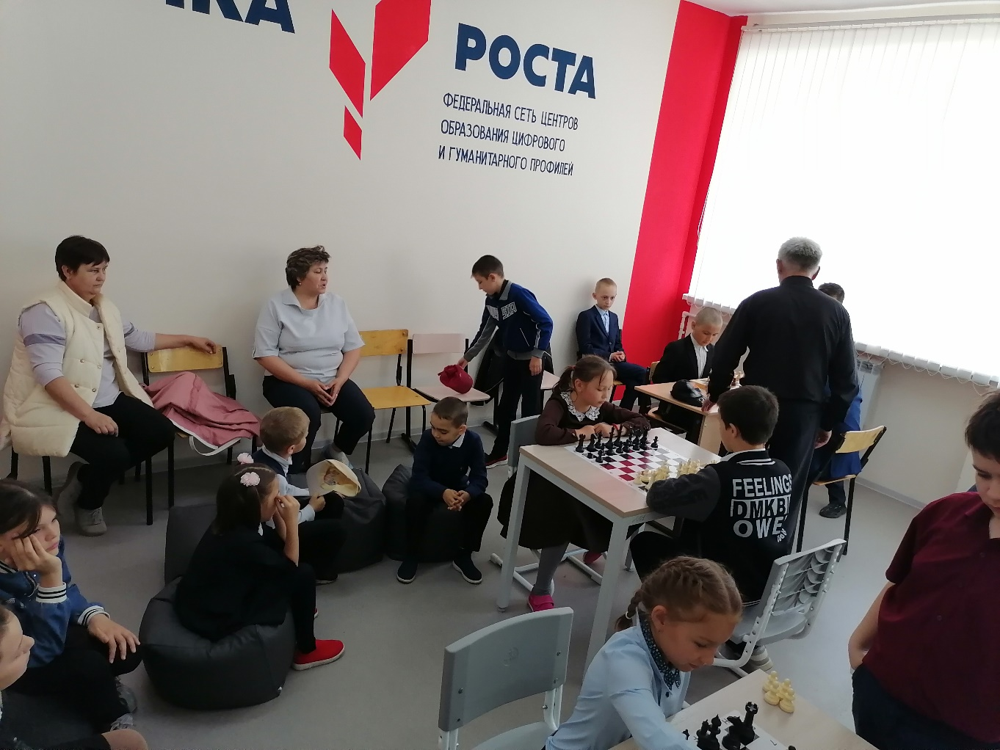 РОСТА
ФЕДЕРАЛЬНАЯ СЕТЬ ЦЕНТРОВ
ОБРАЗОВАНИЯ ЦИФРОВОГО
И ГУМАНИТАРНОГО ПРОФИЛЕЙ
FEELINGS
DMKB
OWE